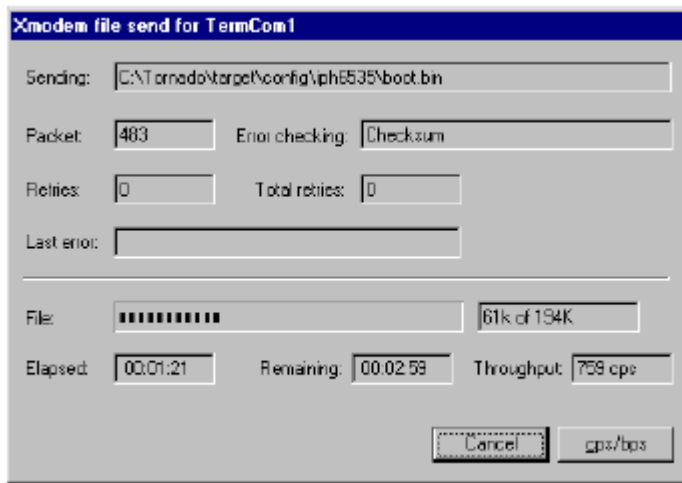 Xmodem file send for TermCom1
Sending: C:\Tornado\target\config\iph6535\boot.bin
Packet: 483 Error checking: Checksum
Retries: 0 Total retries: 0
Last error:
File: 61k of 194K
Elapsed: 00:01:21 Remaining: 00:02:59 Throughput: 759 cps
Cancel cps/bps